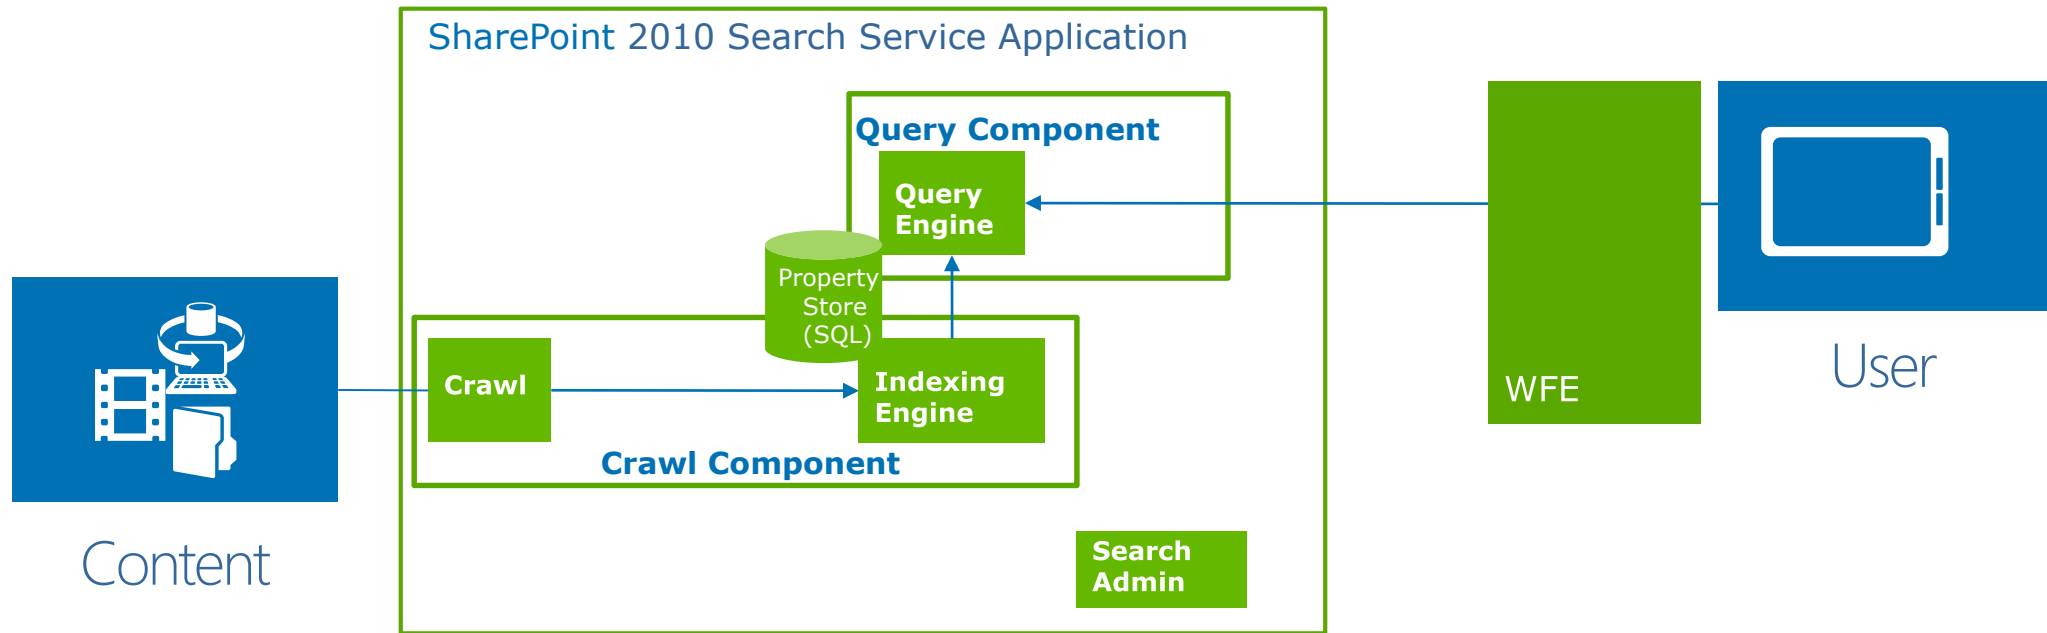 SharePoint 2010 Search Service Application
Query Component
Query
Engine
Property
Store
(SQL)
Crawl
Indexing
Engine
Crawl Component
Search
Admin
Content
WFE
User